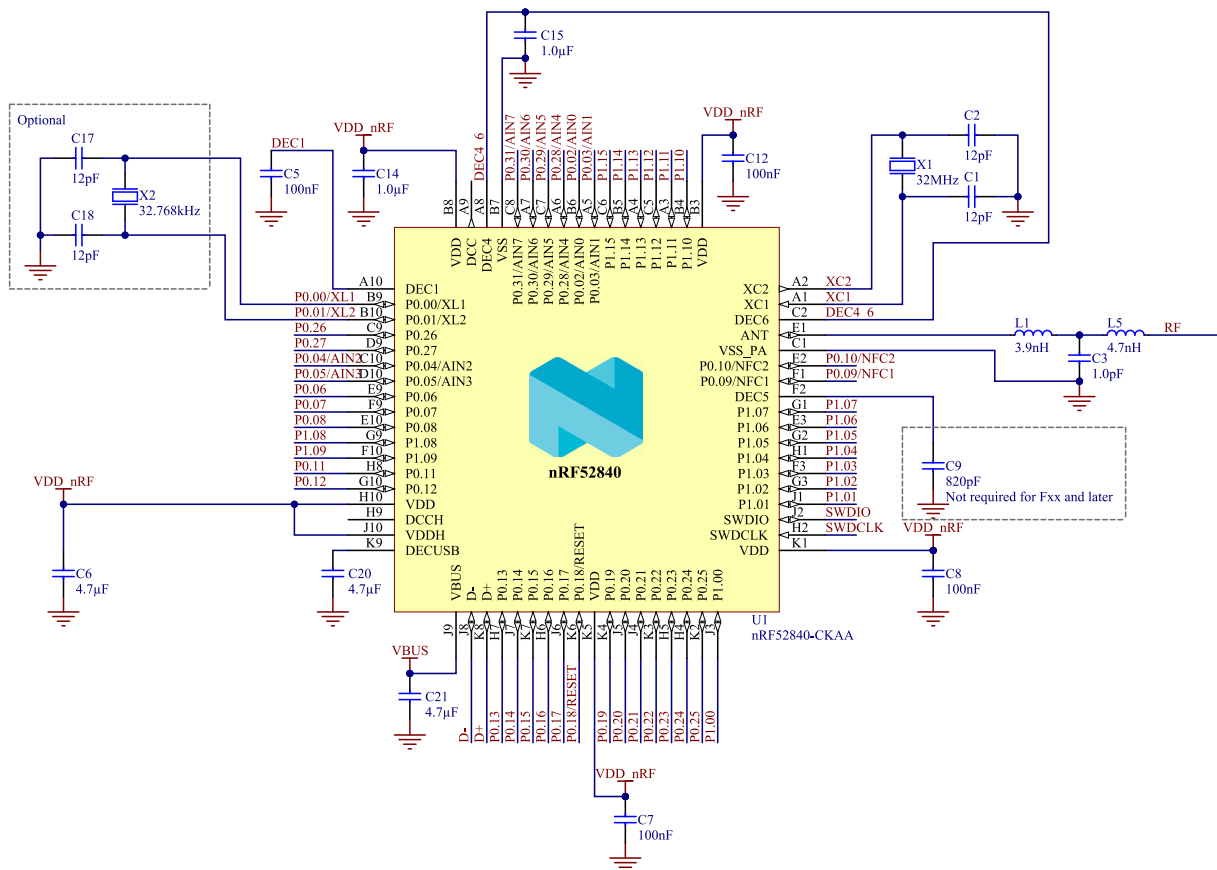 C15
1.0µF
Optional
C17
12pF
X2
32.768kHz
C18
12pF
DEC1
C5
100nF
VDD_nRF
C14
1.0µF
DEC4_6
P0.31/AIN7
P0.30/AIN6
P0.29/AIN5
P0.28/AIN4
P0.02/AIN0
P0.03/AIN1
P1.15
P1.14
P1.13
P1.12
P1.11
P1.10
VDD_nRF
C12
100nF
C2
12pF
X1
32MHz
C1
12pF
B8
A9
A8
B7
C8
A7
C7
A6
B6
A5
C6
B5
A4
C5
A3
B4
B3
VDD
DCC
DEC4
VSS
P0.31/AIN7
P0.30/AIN6
P0.29/AIN5
P0.28/AIN4
P0.02/AIN0
P0.03/AIN1
P1.15
P1.14
P1.13
P1.12
P1.11
P1.10
VDD
A10 DEC1
P0.00/XL1 B9 P0.00/XL1
P0.01/XL2 B10 P0.01/XL2
P0.26 C9 P0.26
P0.27 D9 P0.27
P0.04/AIN2 C10 P0.04/AIN2
P0.05/AIN3 D10 P0.05/AIN3
P0.06 E9 P0.06
P0.07 F9 P0.07
P0.08 E10 P0.08
P1.08 G9 P1.08
P1.09 F10 P1.09
P0.11 H8 P0.11
P0.12 G10 P0.12
H10 VDD
H9 DCCH
J10 VDDH
K9 DECUSB
nRF52840
XC2 A2 XC2
XC1 A1 XC1
DEC6 C2 DEC4_6
ANT E1
VSS_PA C1
P0.10/NFC2 E2 P0.10/NFC2
P0.09/NFC1 F1 P0.09/NFC1
DEC5 F2
P1.07 G1 P1.07
P1.06 E3 P1.06
P1.05 G2 P1.05
P1.04 H1 P1.04
P1.03 F3 P1.03
P1.02 G3 P1.02
P1.01 J1 P1.01
SWDIO J2 SWDIO
SWDCLK H2 SWDCLK
VDD K1
L1
3.9nH
L5
4.7nH
RF
C3
1.0pF
C9
820pF
Not required for Fxx and later
VDD_nRF
C8
100nF
VDD_nRF
C6
4.7µF
C20
4.7µF
VBUS
D-
D+
P0.13
P0.14
P0.15
P0.16
P0.17
P0.18/RESET
VDD
P0.19
P0.20
P0.21
P0.22
P0.23
P0.24
P0.25
P1.00
U1
nRF52840-CKAA
J9
J8
K8
H7
J7
K7
H6
J6
K6
K5
K4
J5
J4
K3
H5
H4
K2
J3
VBUS
C21
4.7µF
D-
D+
P0.13
P0.14
P0.15
P0.16
P0.17
P0.18/RESET
P0.19
P0.20
P0.21
P0.22
P0.23
P0.24
P0.25
P1.00
VDD_nRF
C7
100nF